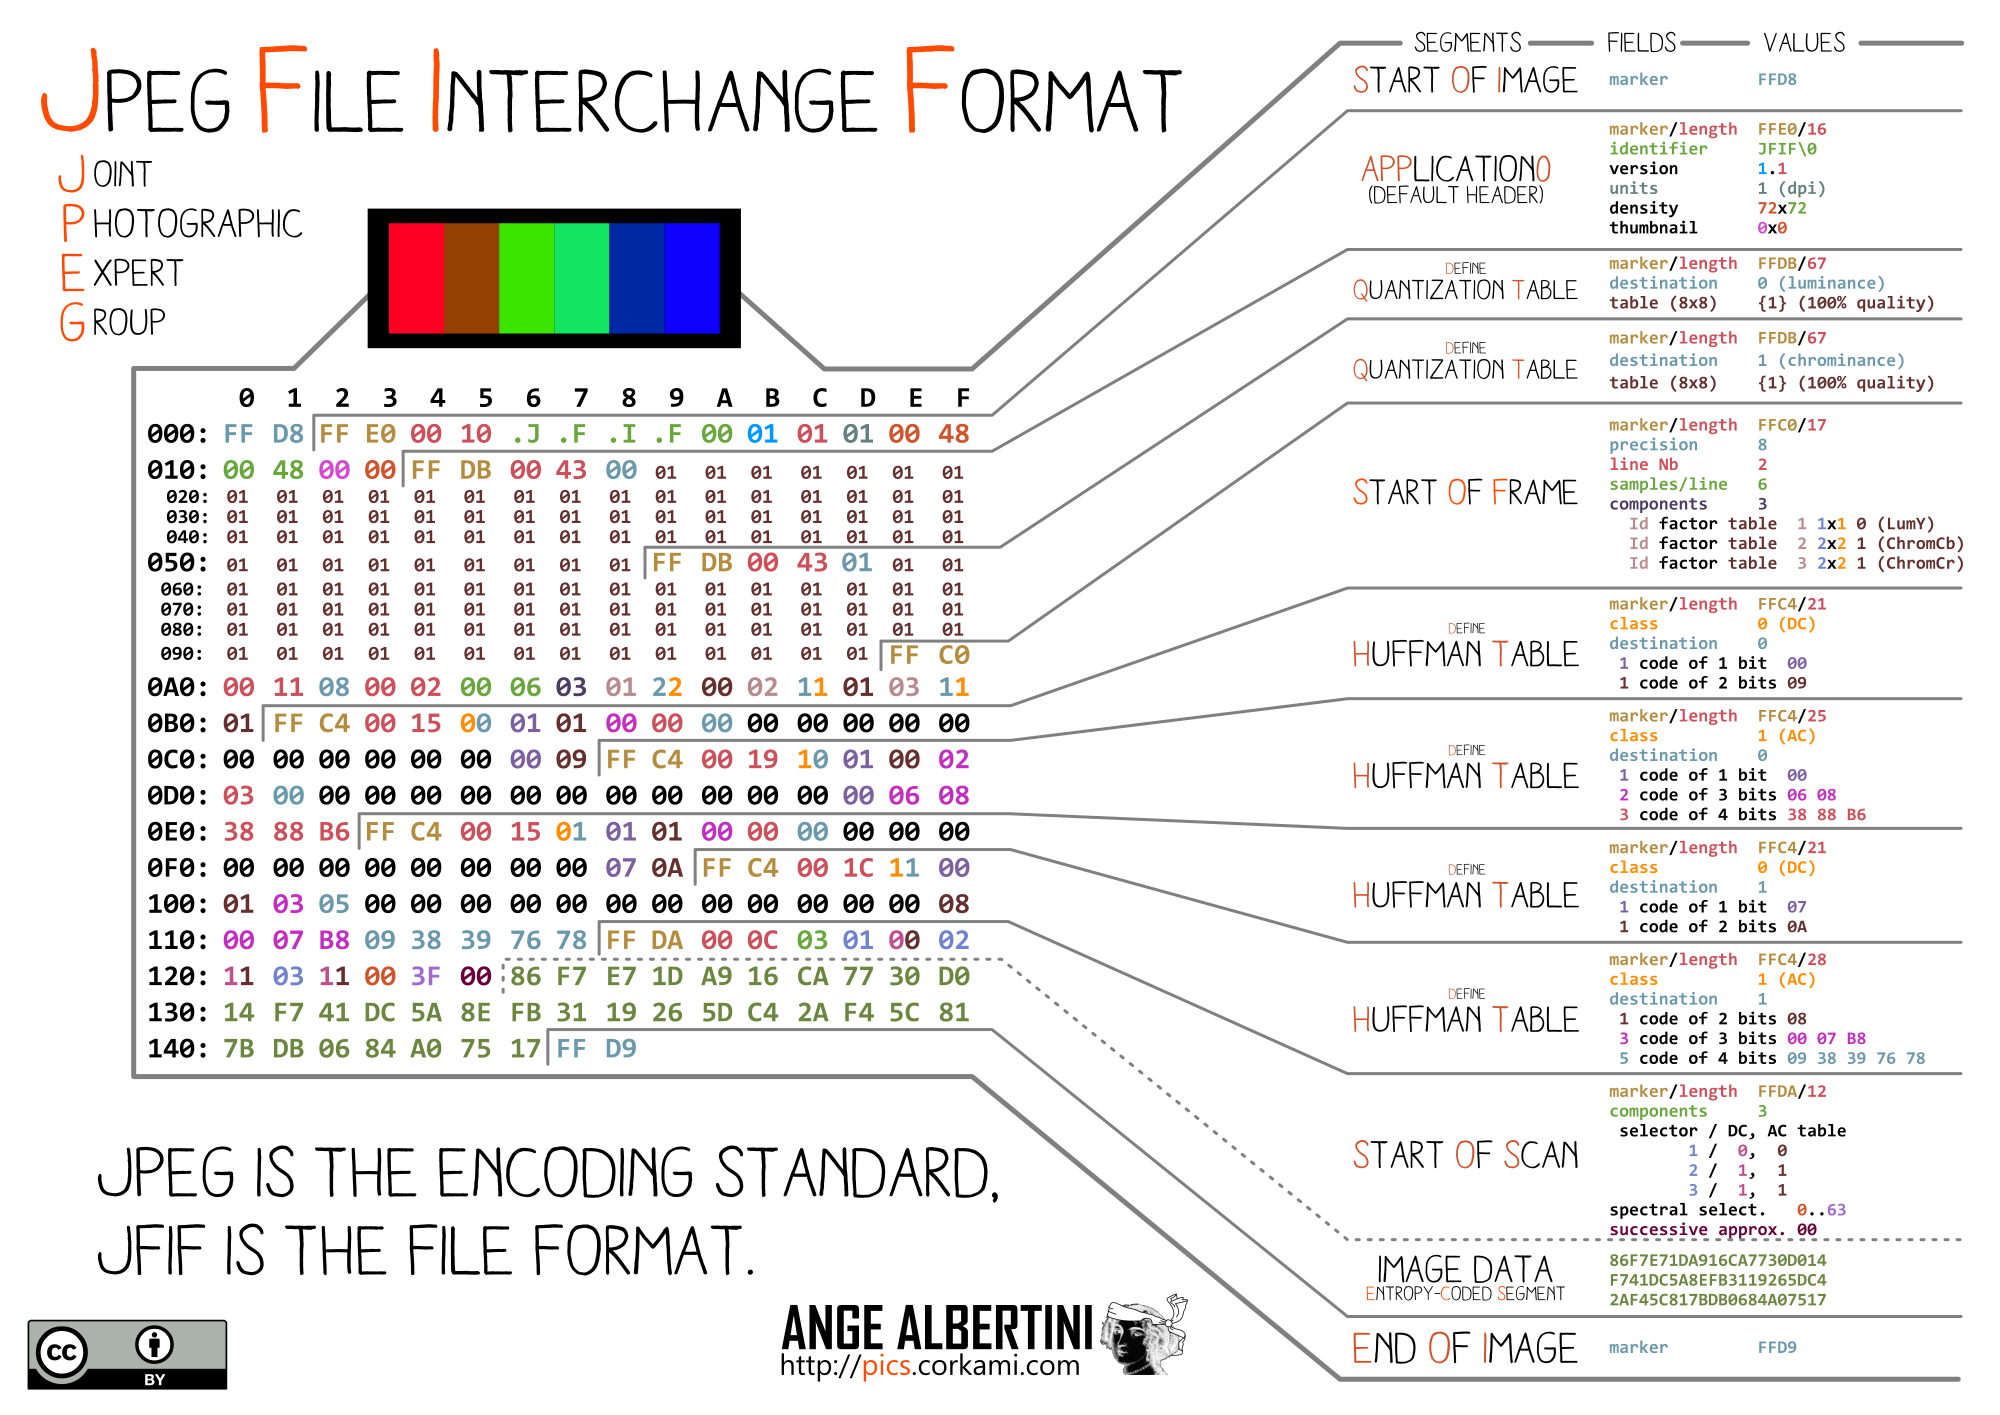 JPEG FILE INTERCHANGE FORMAT
JOINT
PHOTOGRAPHIC
EXPERT
GROUP
0 1 2 3 4 5 6 7 8 9 A B C D E F
000: FF D8 FF E0 00 10 .J .F .I .F 00 01 01 01 00 48
010: 00 48 00 00 FF DB 00 43 00 01 01 01 01 01 01 01
020: 01 01 01 01 01 01 01 01 01 01 01 01 01 01 01 01
030: 01 01 01 01 01 01 01 01 01 01 01 01 01 01 01 01
040: 01 01 01 01 01 01 01 01 01 01 01 01 01 01 01 01
050: 01 01 01 01 01 01 01 01 01 FF DB 00 43 01 01 01
060: 01 01 01 01 01 01 01 01 01 01 01 01 01 01 01 01
070: 01 01 01 01 01 01 01 01 01 01 01 01 01 01 01 01
080: 01 01 01 01 01 01 01 01 01 01 01 01 01 01 01 01
090: 01 01 01 01 01 01 01 01 01 01 01 01 01 01 FF C0
0A0: 00 11 08 00 02 00 06 03 01 22 00 02 11 01 03 11
0B0: 01 FF C4 00 15 00 01 01 00 00 00 00 00 00 00 00
0C0: 00 00 00 00 00 00 00 09 FF C4 00 19 10 01 00 02
0D0: 03 00 00 00 00 00 00 00 00 00 00 00 00 00 06 08
0E0: 38 88 B6 FF C4 00 15 01 01 01 00 00 00 00 00 00
0F0: 00 00 00 00 00 00 00 00 07 0A FF C4 00 1C 11 00
100: 01 03 05 00 00 00 00 00 00 00 00 00 00 00 00 08
110: 00 07 B8 09 38 39 76 78 FF DA 00 0C 03 01 00 02
120: 11 03 11 00 3F 00 86 F7 E7 1D A9 16 CA 77 30 D0
130: 14 F7 41 DC 5A 8E FB 31 19 26 5D C4 2A F4 5C 81
140: 7B DB 06 84 A0 75 17 FF D9
JPEG IS THE ENCODING STANDARD,
JFIF IS THE FILE FORMAT.
cc
BY
ANGE ALBERTINI
http://pics.corkami.com
SEGMENTS FIELDS VALUES
START OF IMAGE
marker FFD8
APPLICATION0
(DEFAULT HEADER)
marker/length FFE0/16
identifier JFIF\0
version 1.1
units 1 (dpi)
density 72x72
thumbnail 0x0
DEFINE
QUANTIZATION TABLE
marker/length FFDB/67
destination 0 (luminance)
table (8x8) {1} (100% quality)
DEFINE
QUANTIZATION TABLE
marker/length FFDB/67
destination 1 (chrominance)
table (8x8) {1} (100% quality)
START OF FRAME
marker/length FFC0/17
precision 8
line Nb 2
samples/line 6
components 3
Id factor table 1 1x1 0 (LumY)
Id factor table 2 2x2 1 (ChromCb)
Id factor table 3 2x2 1 (ChromCr)
DEFINE
HUFFMAN TABLE
marker/length FFC4/21
class 0 (DC)
destination 0
1 code of 1 bit 00
1 code of 2 bits 09
DEFINE
HUFFMAN TABLE
marker/length FFC4/25
class 1 (AC)
destination 0
1 code of 1 bit 00
2 code of 3 bits 06 08
3 code of 4 bits 38 88 B6
DEFINE
HUFFMAN TABLE
marker/length FFC4/21
class 0 (DC)
destination 1
1 code of 1 bit 07
1 code of 2 bits 0A
DEFINE
HUFFMAN TABLE
marker/length FFC4/28
class 1 (AC)
destination 1
1 code of 2 bits 08
3 code of 3 bits 00 07 B8
5 code of 4 bits 09 38 39 76 78
START OF SCAN
marker/length FFDA/12
components 3
selector / DC, AC table
1 / 0, 0
2 / 1, 1
3 / 1, 1
spectral select. 0..63
successive approx. 00
IMAGE DATA
ENTROPY-CODED SEGMENT
86F7E71DA916CA7730D014
F741DC5A8EFB3119265DC4
2AF45C817BDB0684A07517
END OF IMAGE
marker FFD9